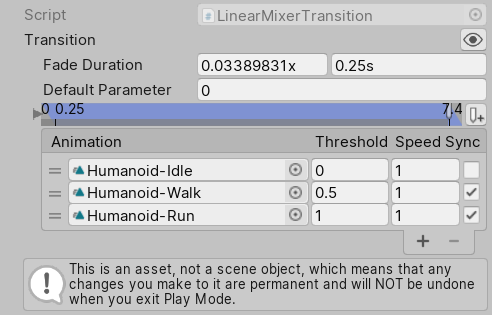 Script
LinearMixerTransition
Transition
Fade Duration 0.03389831x 0.25s
Default Parameter 0
0 0.25 7.4
Animation Threshold Speed Sync
Humanoid-Idle 0 1
Humanoid-Walk 0.5 1
Humanoid-Run 1 1
+ −
This is an asset, not a scene object, which means that any
changes you make to it are permanent and will NOT be undone
when you exit Play Mode.